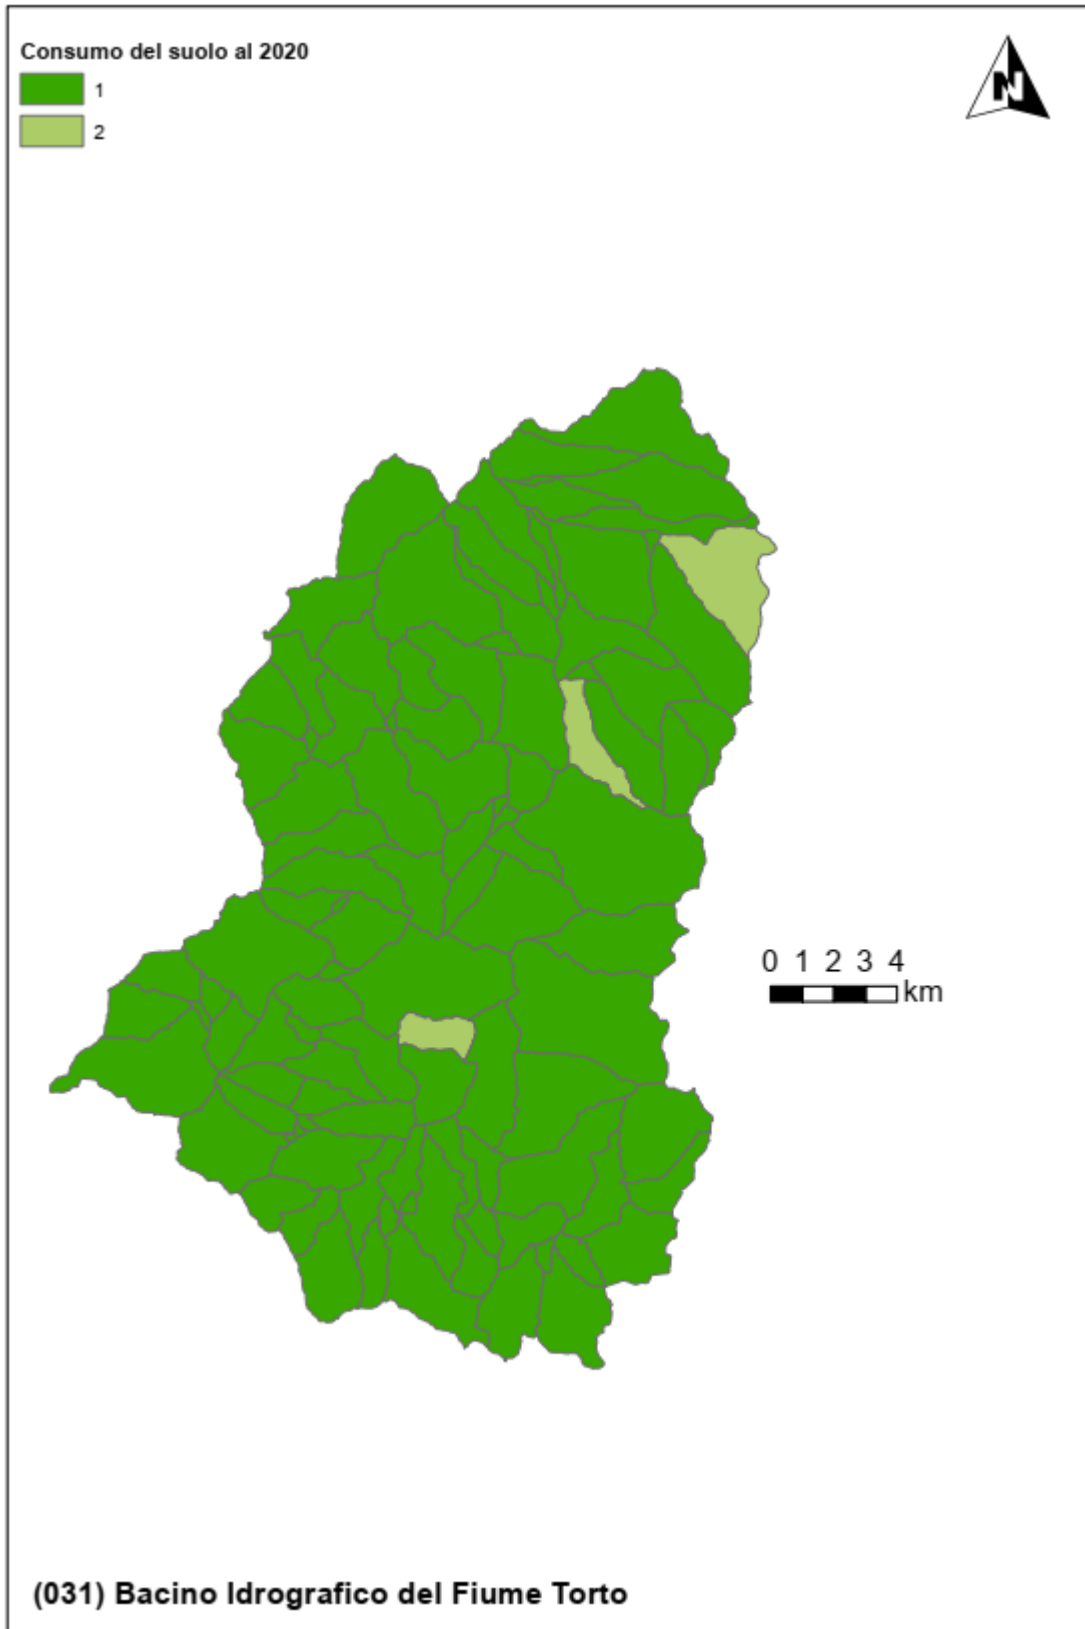 Consumo del suolo al 2020
1
2
N
0 1 2 3 4
km
(031) Bacino Idrografico del Fiume Torto